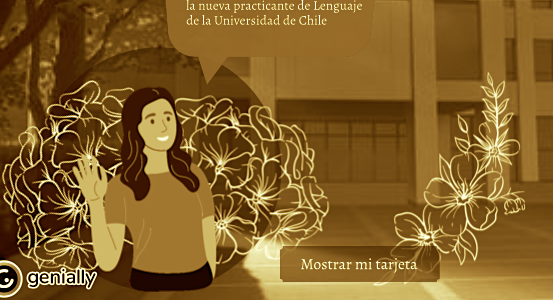 la nueva practicante de Lenguaje
de la Universidad de Chile
Mostrar mi tarjeta
genially